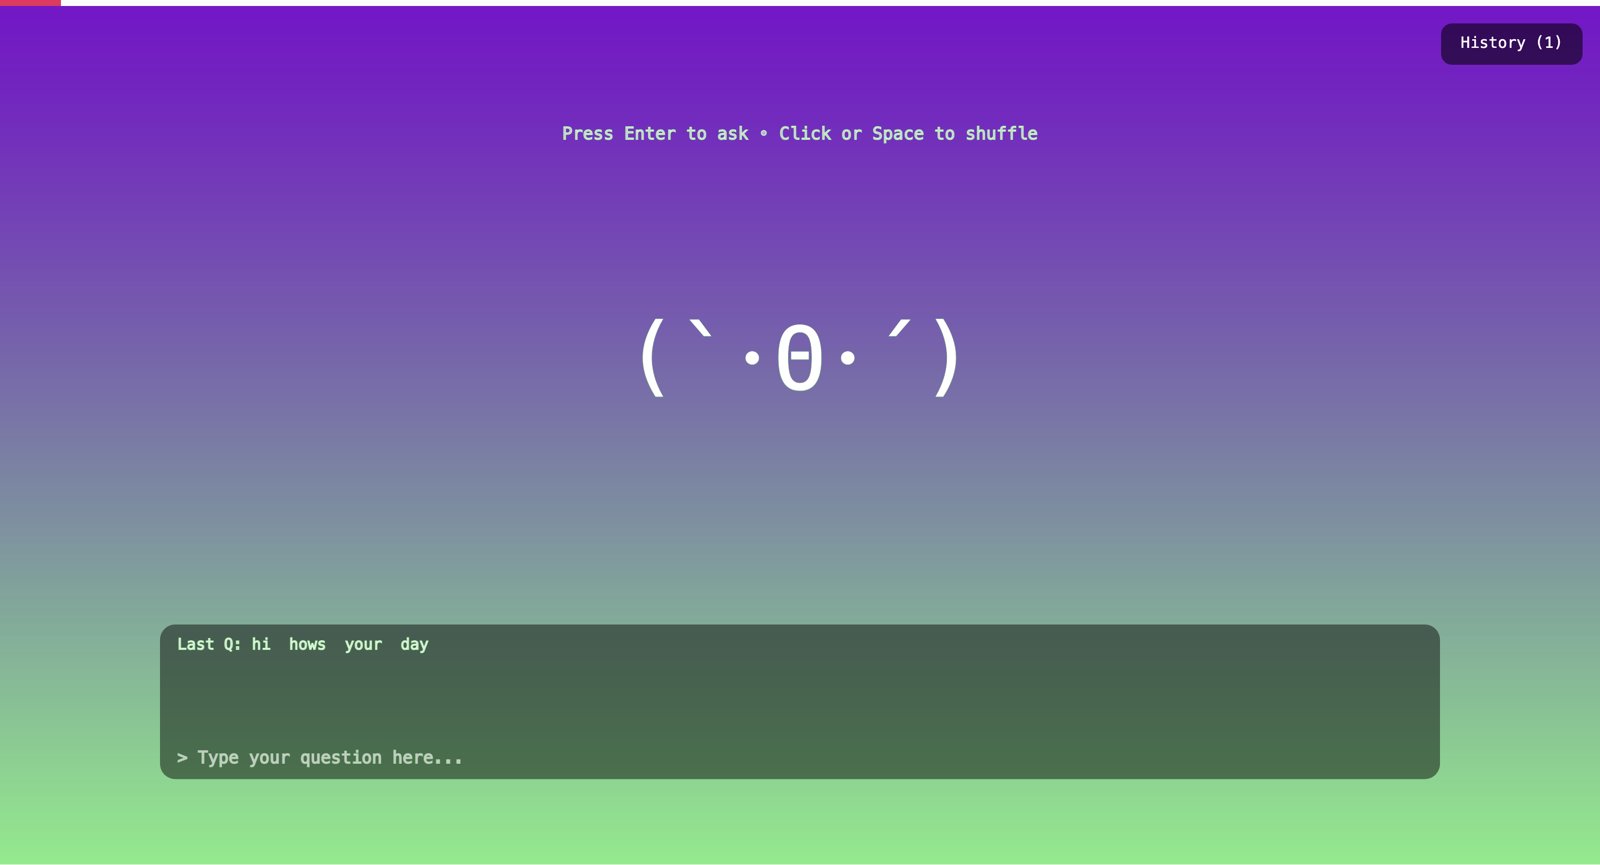 History (1)
Press Enter to ask • Click or Space to shuffle
(`·θ·´)
Last Q: hi  hows  your  day
> Type your question here...